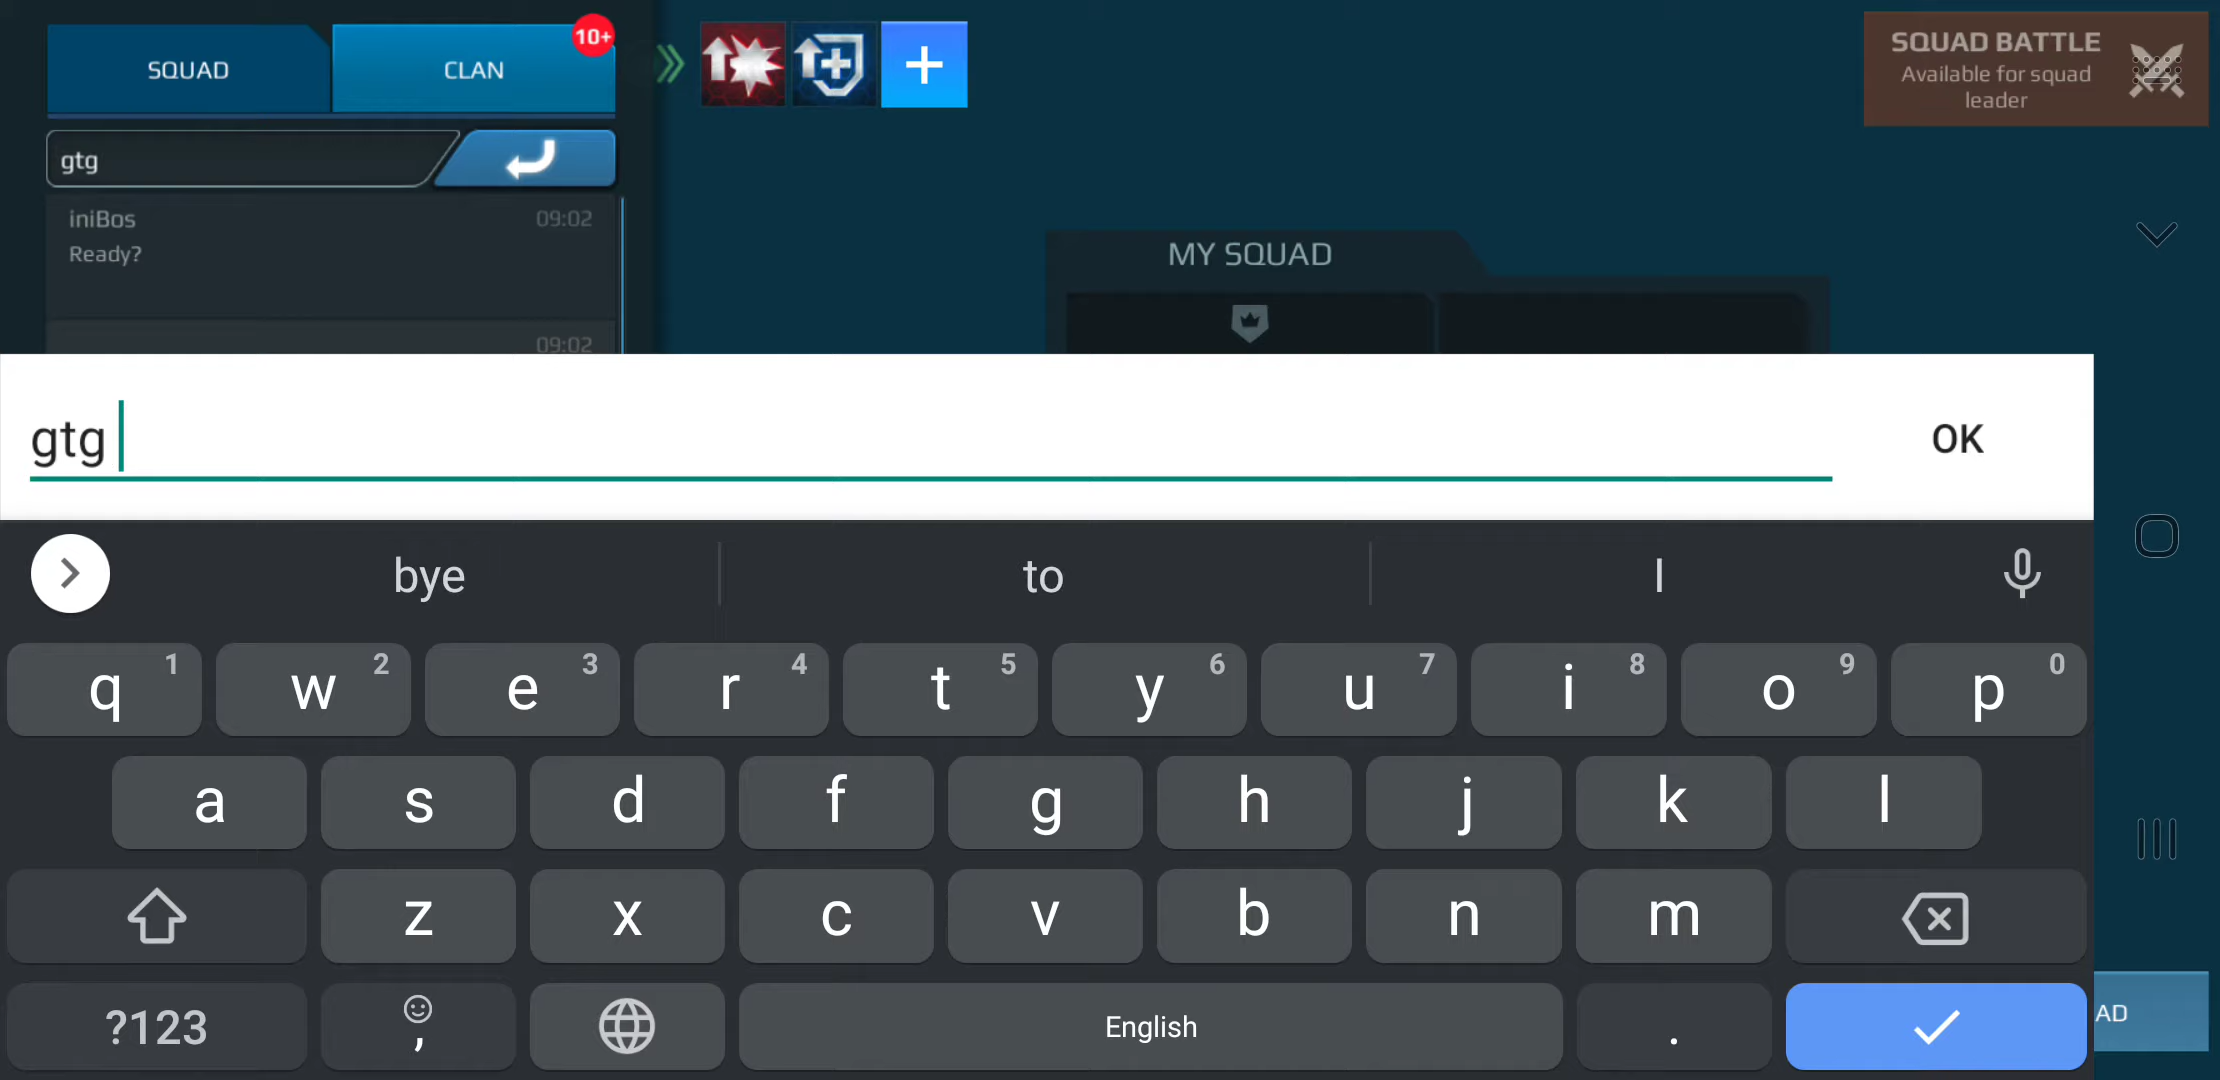 SQUAD
CLAN
10+
SQUAD BATTLE
Available for squad
leader
gtg
iniBos 09:02
Ready?
09:02
MY SQUAD
gtg
OK
bye to I
q 1 w 2 e 3 r 4 t 5 y 6 u 7 i 8 o 9 p 0
a s d f g h j k l
z x c v b n m
?123 , English .
AD